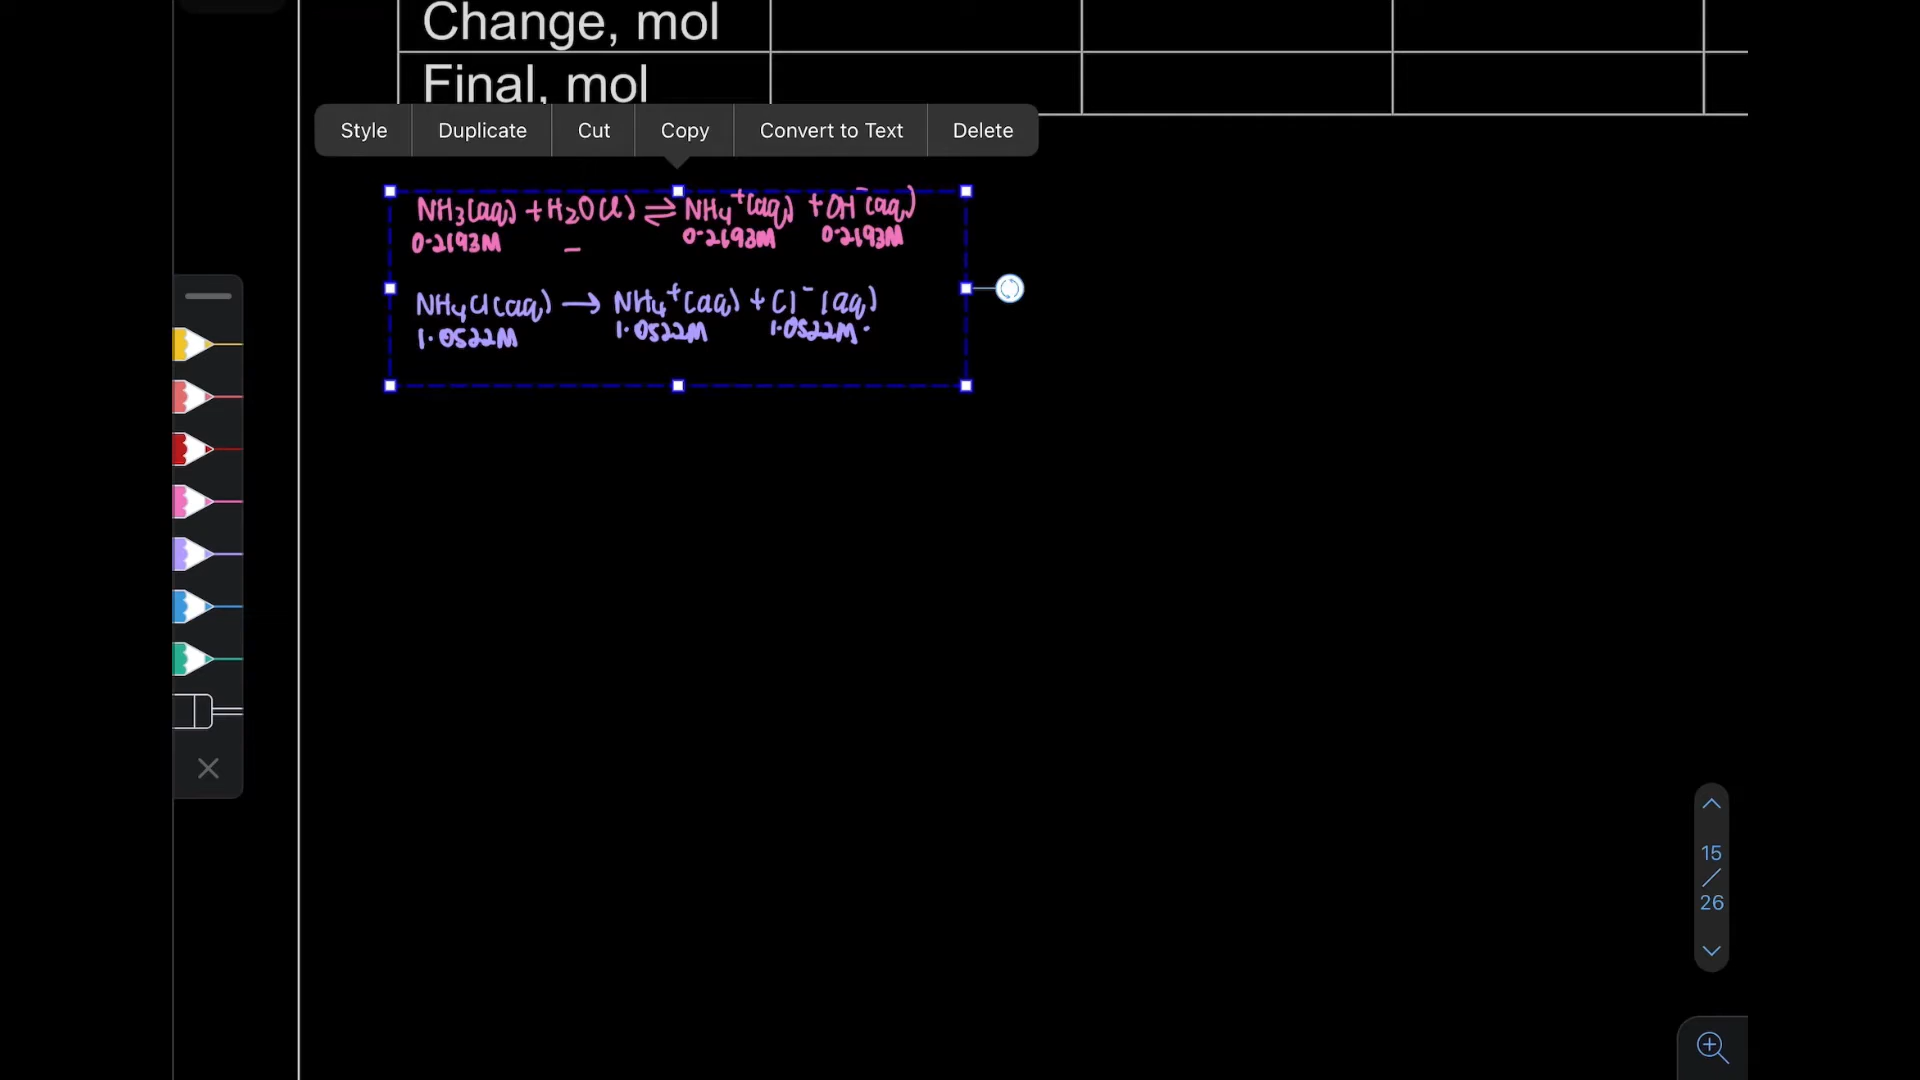 Change, mol
Final, mol
Style Duplicate Cut Copy Convert to Text Delete
NH₃(aq) + H₂O(l) ⇌ NH₄⁺(aq) + OH⁻(aq)
0.2193M – 0.2193M 0.2193M
NH₄Cl(aq) → NH₄⁺(aq) + Cl⁻(aq)
1.0522M 1.0522M 1.0522M.
15
/
26